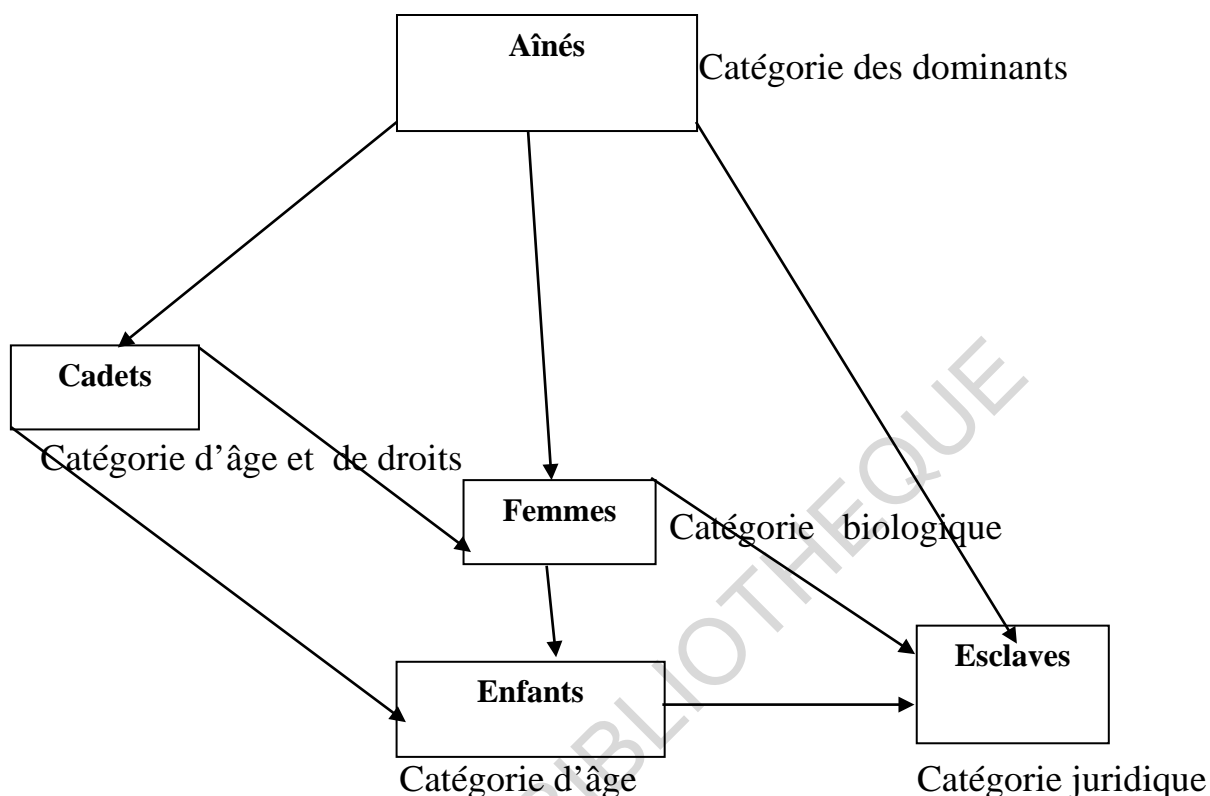 Aînés
Catégorie des dominants
Cadets
Catégorie d’âge et de droits
Femmes
Catégorie biologique
Esclaves
Enfants
Catégorie d’âge
Catégorie juridique
BIBLIOTHEQUE